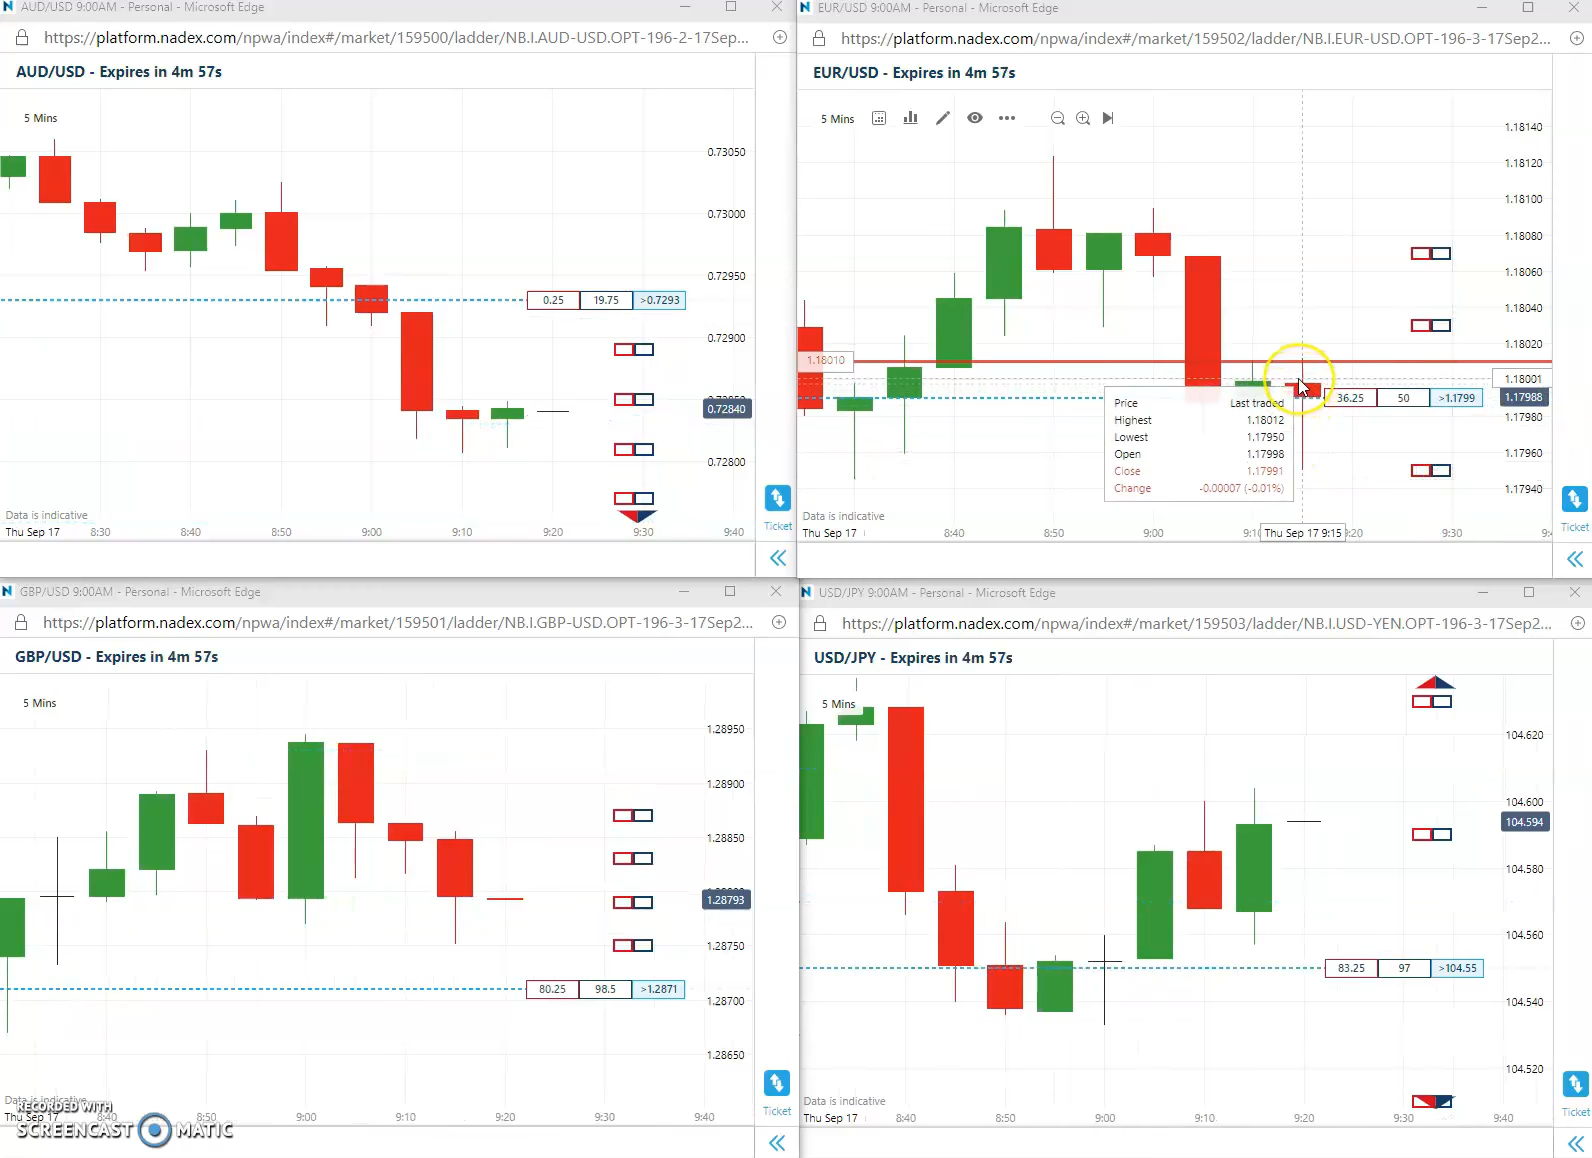 AUD/USD 9:00AM - Personal - Microsoft Edge
https://platform.nadex.com/npwa/index#/market/159500/ladder/NB.I.AUD-USD.OPT-196-2-17Sep...
AUD/USD - Expires in 4m 57s
5 Mins
0.73050
0.73000
0.72950
0.25 19.75 >0.7293
0.72900
0.72840
0.72800
Data is indicative
Thu Sep 17 8:30 8:40 8:50 9:00 9:10 9:20 9:30 9:40
Ticket
EUR/USD 9:00AM - Personal - Microsoft Edge
https://platform.nadex.com/npwa/index#/market/159502/ladder/NB.I.EUR-USD.OPT-196-3-17Sep2...
EUR/USD - Expires in 4m 57s
5 Mins
1.18140
1.18120
1.18100
1.18080
1.18060
1.18040
1.18020
1.18010
1.18001
36.25 50 >1.1799
1.17988
1.17980
1.17960
1.17940
Price Last traded
Highest 1.18012
Lowest 1.17950
Open 1.17998
Close 1.17991
Change -0.00007 (-0.01%)
Data is indicative
Thu Sep 17 8:40 8:50 9:00 9:10 Thu Sep 17 9:15 9:20 9:30
Ticket
GBP/USD 9:00AM - Personal - Microsoft Edge
https://platform.nadex.com/npwa/index#/market/159501/ladder/NB.I.GBP-USD.OPT-196-3-17Sep2...
GBP/USD - Expires in 4m 57s
5 Mins
1.28950
1.28900
1.28850
1.28793
1.28750
80.25 98.5 >1.2871
1.28700
1.28650
Data is indicative
Thu Sep 17 8:40 8:50 9:00 9:10 9:20 9:30 9:40
Ticket
RECORDED WITH
SCREENCAST MATIC
USD/JPY 9:00AM - Personal - Microsoft Edge
https://platform.nadex.com/npwa/index#/market/159503/ladder/NB.I.USD-YEN.OPT-196-3-17Sep2...
USD/JPY - Expires in 4m 57s
5 Mins
104.620
104.600
104.594
104.580
104.560
83.25 97 >104.55
104.540
104.520
Data is indicative
Thu Sep 17 8:40 8:50 9:00 9:10 9:20 9:30 9:40
Ticket